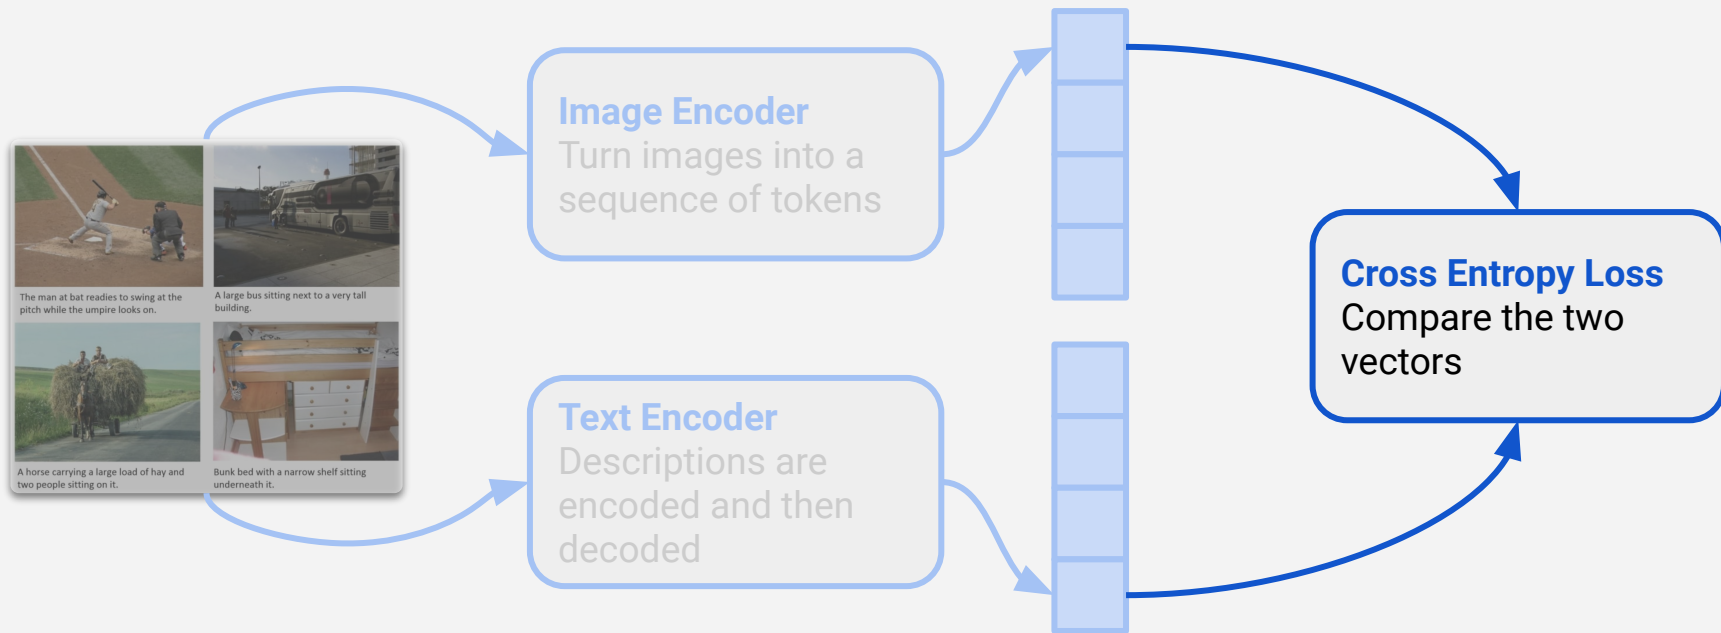 Image Encoder
Turn images into a
sequence of tokens
The man at bat readies to swing at the
pitch while the umpire looks on.
A large bus sitting next to a very tall
building.
A horse carrying a large load of hay and
two people sitting on it.
Bunk bed with a narrow shelf sitting
underneath it.
Text Encoder
Descriptions are
encoded and then
decoded
Cross Entropy Loss
Compare the two
vectors